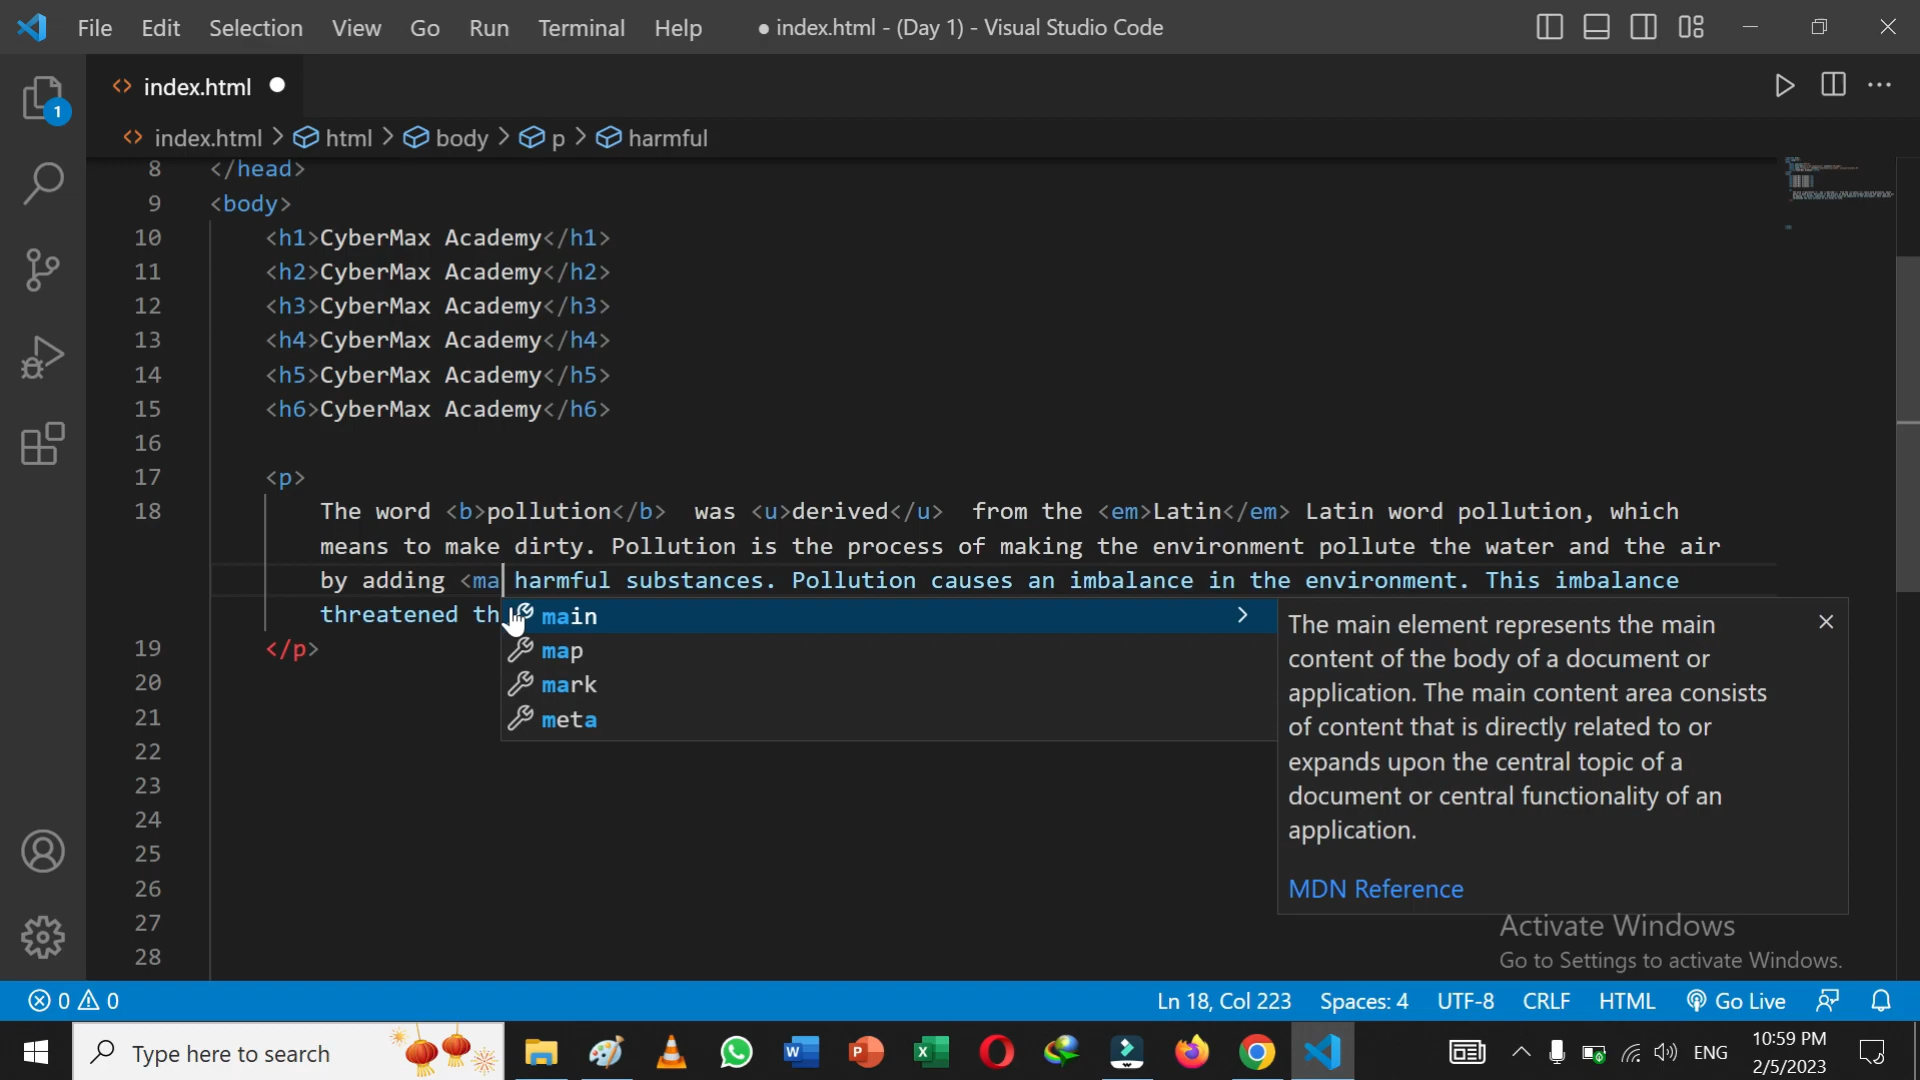 File Edit Selection View Go Run Terminal Help ● index.html - (Day 1) - Visual Studio Code
<> index.html ●
1
<> index.html > html > body > p > harmful
8 </head>
9 <body>
10 <h1>CyberMax Academy</h1>
11 <h2>CyberMax Academy</h2>
12 <h3>CyberMax Academy</h3>
13 <h4>CyberMax Academy</h4>
14 <h5>CyberMax Academy</h5>
15 <h6>CyberMax Academy</h6>
16
17 <p>
18 The word <b>pollution</b> was <u>derived</u> from the <em>Latin</em> Latin word pollution, which
means to make dirty. Pollution is the process of making the environment pollute the water and the air
by adding <ma harmful substances. Pollution causes an imbalance in the environment. This imbalance
threatened th
19 </p>
20
21
22
23
24
25
26
27
28
main
map
mark
meta
The main element represents the main
content of the body of a document or
application. The main content area consists
of content that is directly related to or
expands upon the central topic of a
document or central functionality of an
application.
MDN Reference
Activate Windows
Go to Settings to activate Windows.
0 0 Ln 18, Col 223 Spaces: 4 UTF-8 CRLF HTML Go Live
Type here to search ENG 10:59 PM
2/5/2023